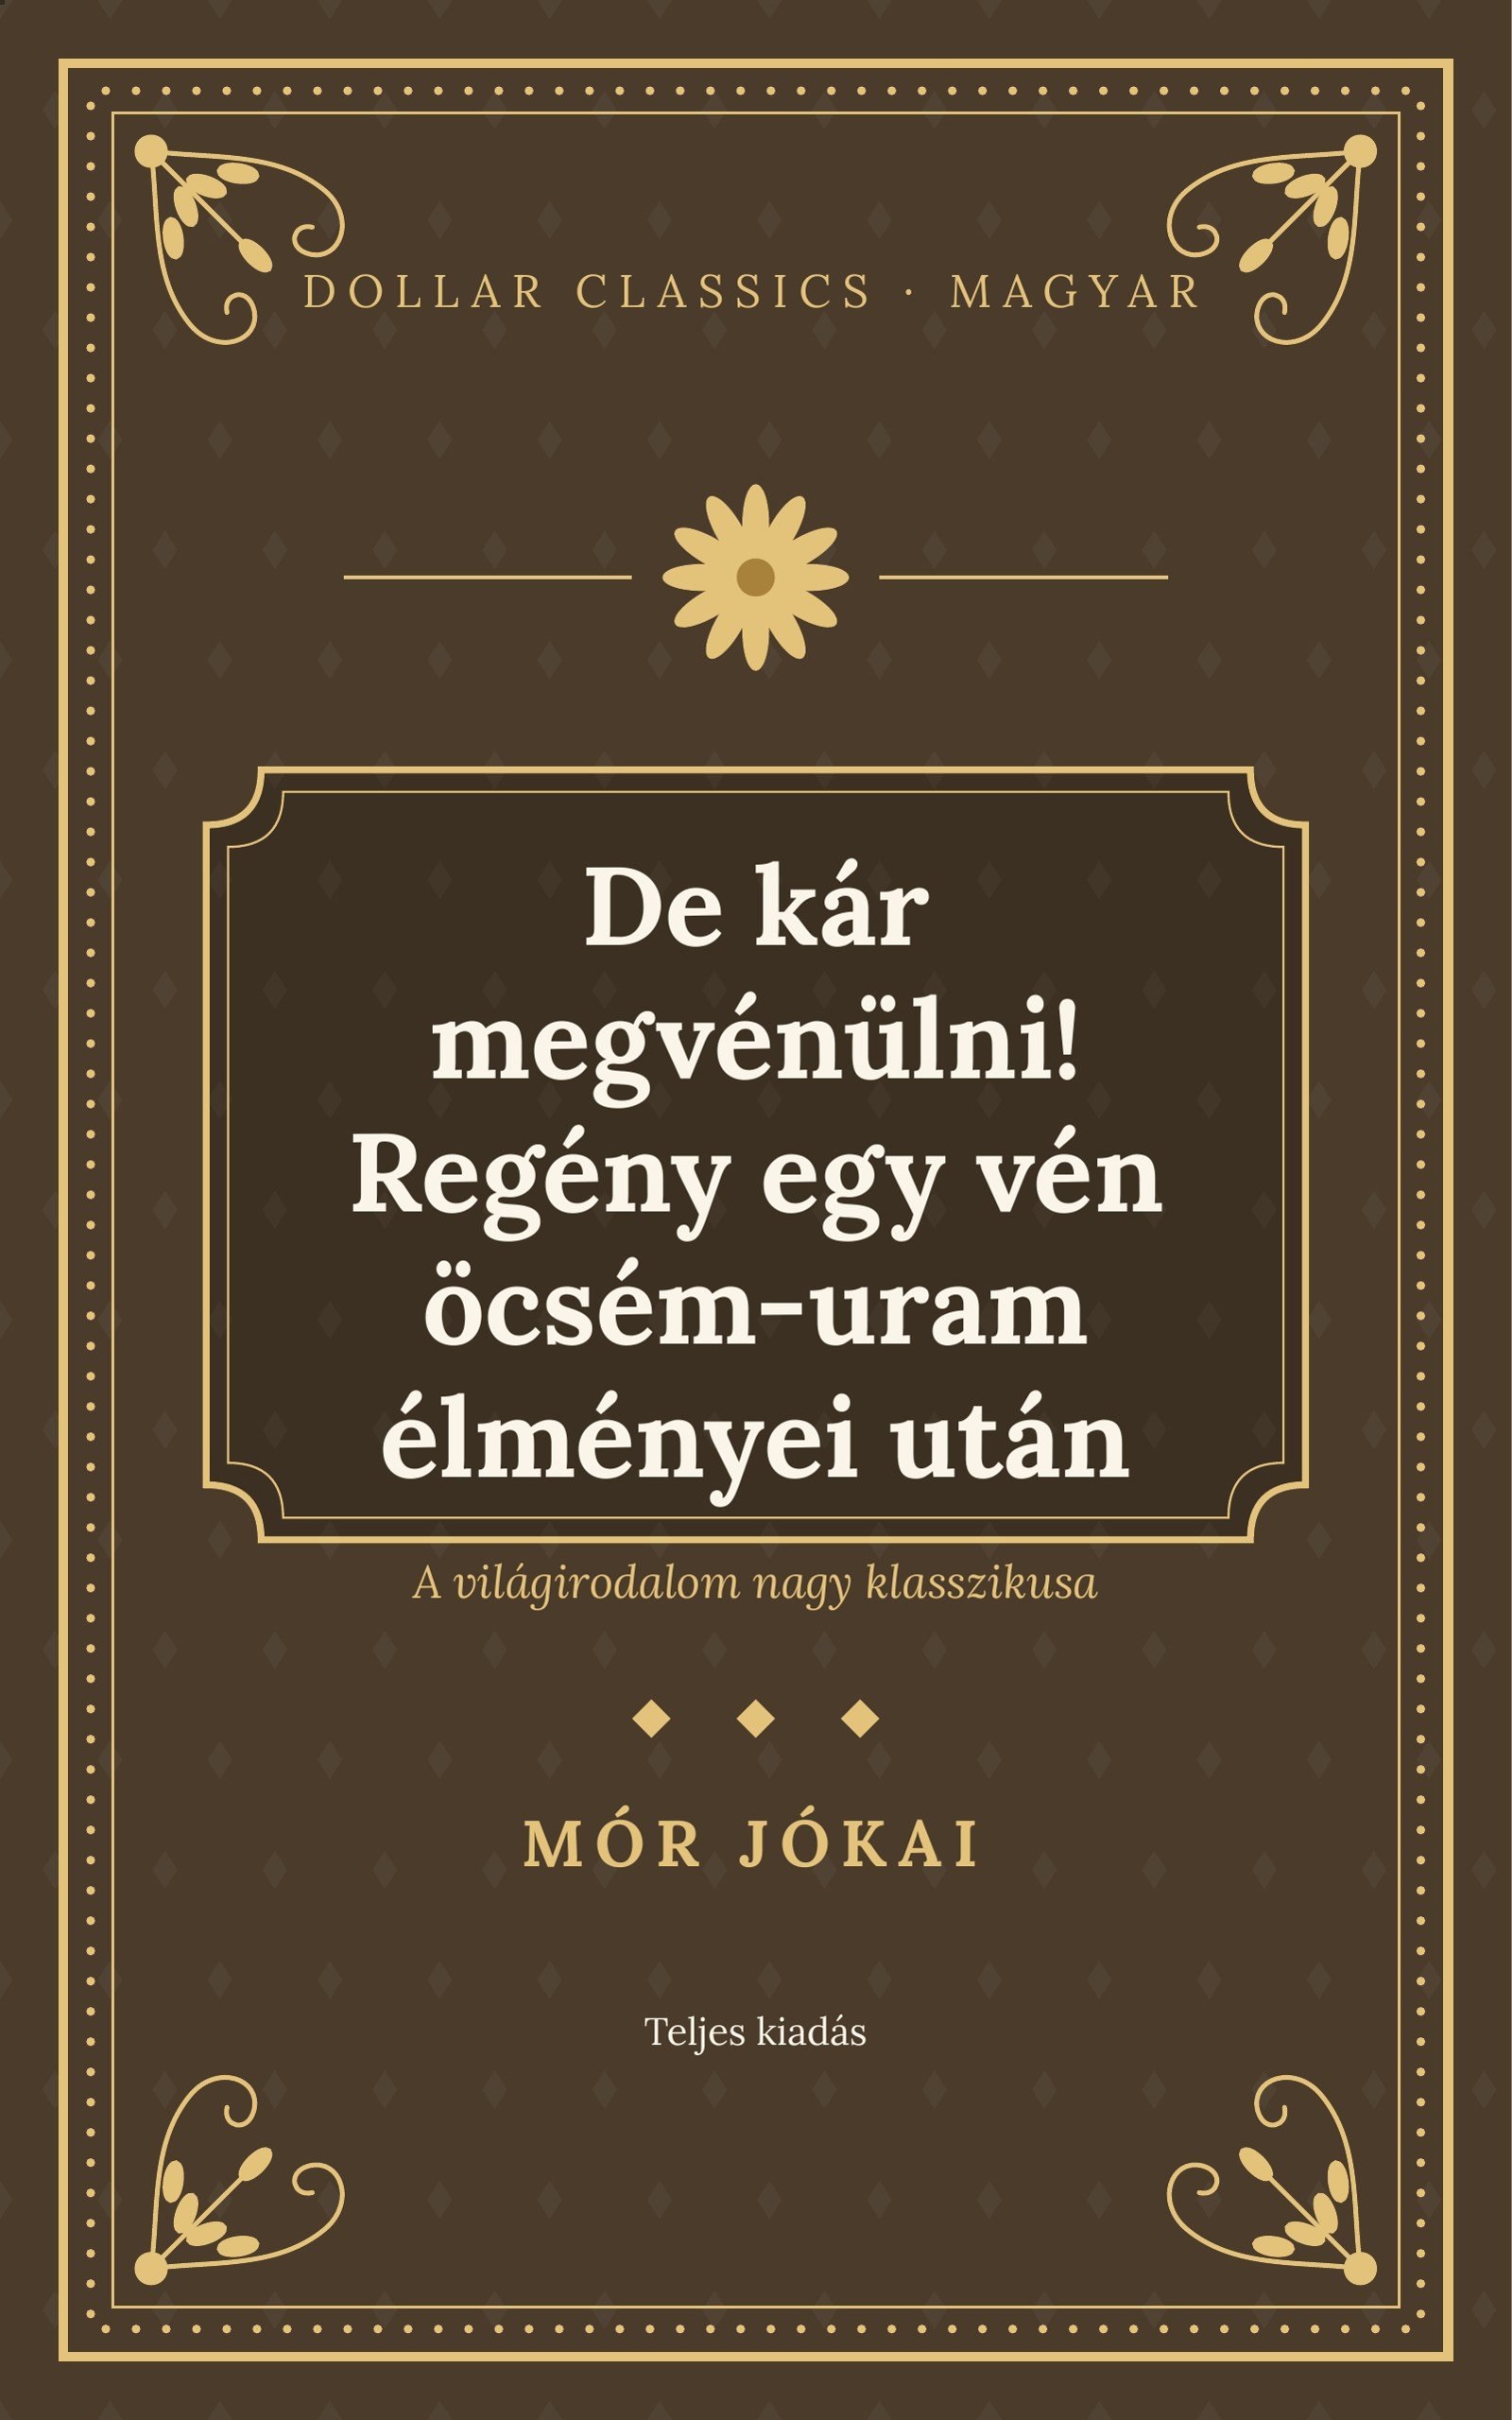 DOLLAR CLASSICS · MAGYAR
De kár
megvénülni!
Regény egy vén
öcsém-uram
élményei után
A világirodalom nagy klasszikusa
MÓR JÓKAI
Teljes kiadás